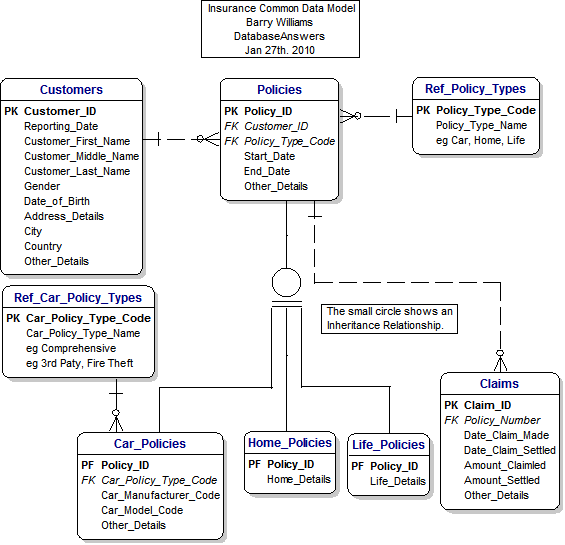 Insurance Common Data Model
Barry Williams
DatabaseAnswers
Jan 27th. 2010
Customers
PK Customer_ID
Reporting_Date
Customer_First_Name
Customer_Middle_Name
Customer_Last_Name
Gender
Date_of_Birth
Address_Details
City
Country
Other_Details
Policies
PK Policy_ID
FK Customer_ID
FK Policy_Type_Code
Start_Date
End_Date
Other_Details
Ref_Policy_Types
PK Policy_Type_Code
Policy_Type_Name
eg Car, Home, Life
Ref_Car_Policy_Types
PK Car_Policy_Type_Code
Car_Policy_Type_Name
eg Comprehensive
eg 3rd Paty, Fire Theft
The small circle shows an
Inheritance Relationship.
Car_Policies
PF Policy_ID
FK Car_Policy_Type_Code
Car_Manufacturer_Code
Car_Model_Code
Other_Details
Home_Policies
PF Policy_ID
Home_Details
Life_Policies
PF Policy_ID
Life_Details
Claims
PK Claim_ID
FK Policy_Number
Date_Claim_Made
Date_Claim_Settled
Amount_Claimled
Amount_Settled
Other_Details